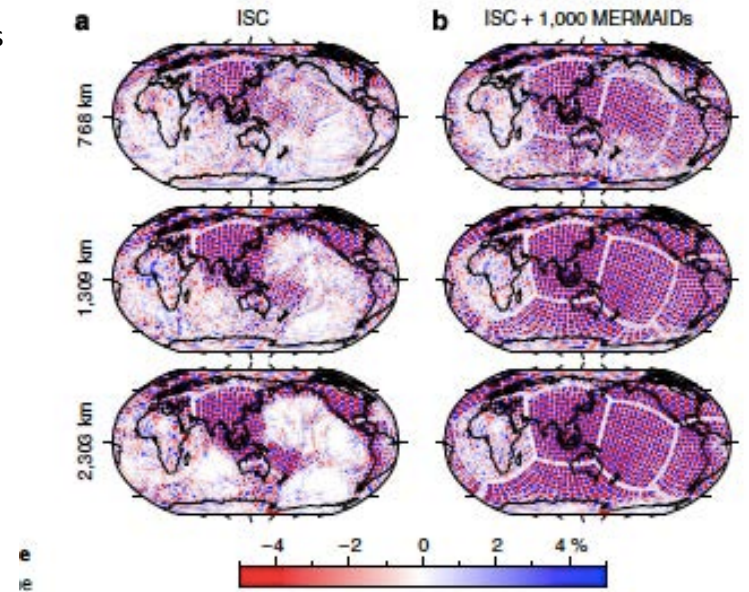 s
a ISC b ISC + 1,000 MERMAIDs
768 km
1,309 km
2,303 km
−4 −2 0 2 4 %
e